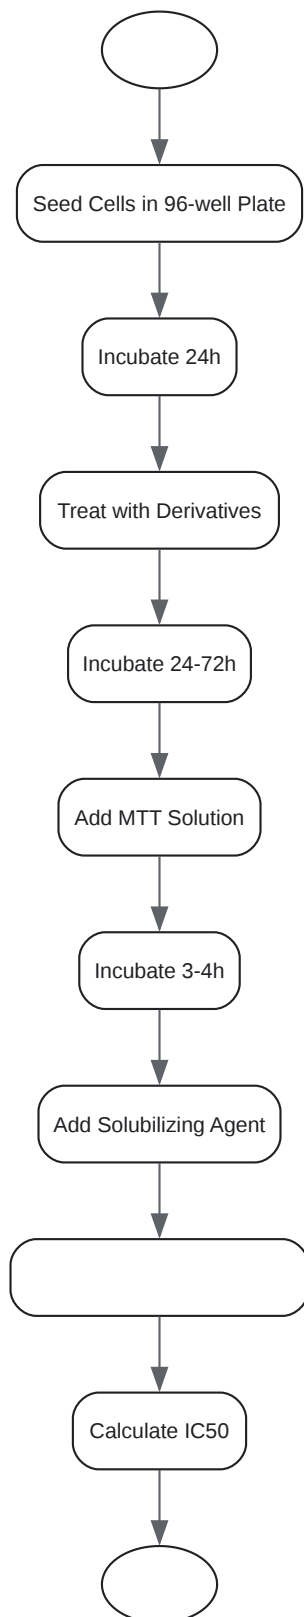 Seed Cells in 96-well Plate
Incubate 24h
Treat with Derivatives
Incubate 24-72h
Add MTT Solution
Incubate 3-4h
Add Solubilizing Agent
Calculate IC50